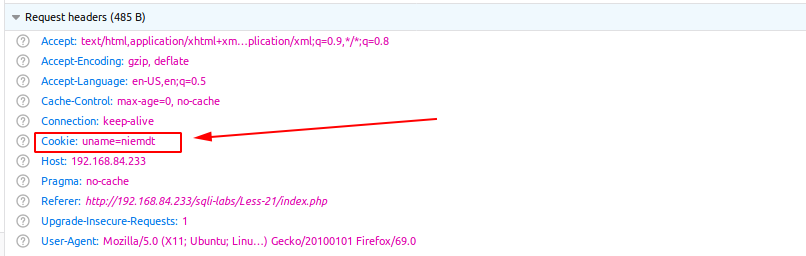 Request headers (485 B)
Accept: text/html,application/xhtml+xm…plication/xml;q=0.9,*/*;q=0.8
Accept-Encoding: gzip, deflate
Accept-Language: en-US,en;q=0.5
Cache-Control: max-age=0, no-cache
Connection: keep-alive
Cookie: uname=niemdt
Host: 192.168.84.233
Pragma: no-cache
Referer: http://192.168.84.233/sqli-labs/Less-21/index.php
Upgrade-Insecure-Requests: 1
User-Agent: Mozilla/5.0 (X11; Ubuntu; Linu…) Gecko/20100101 Firefox/69.0